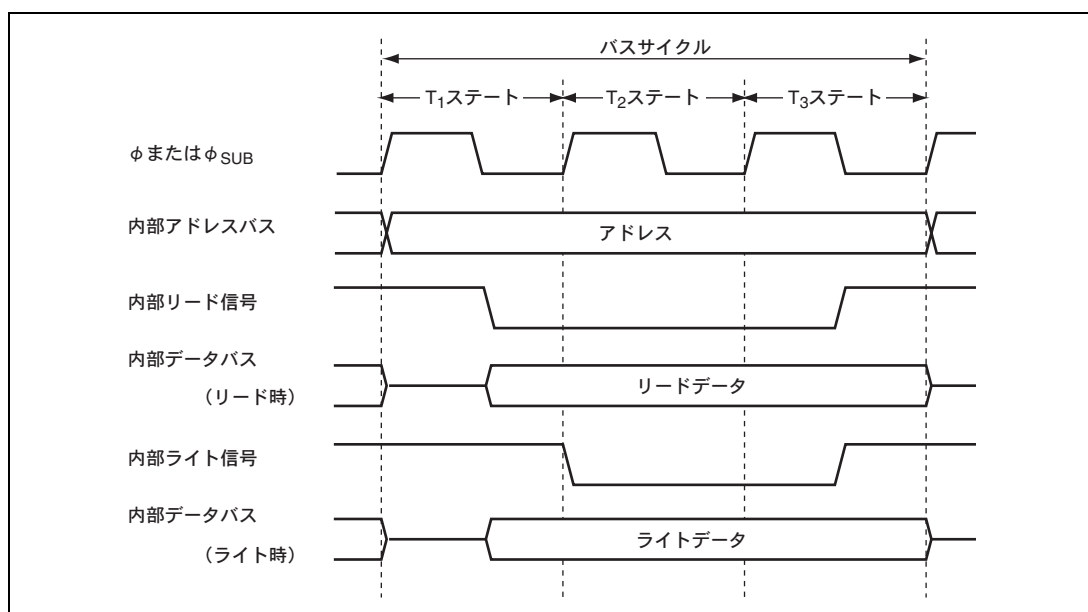 バスサイクル
T1ステート T2ステート T3ステート
φまたはφSUB
内部アドレスバス アドレス
内部リード信号
内部データバス
(リード時) リードデータ
内部ライト信号
内部データバス
(ライト時) ライトデータ